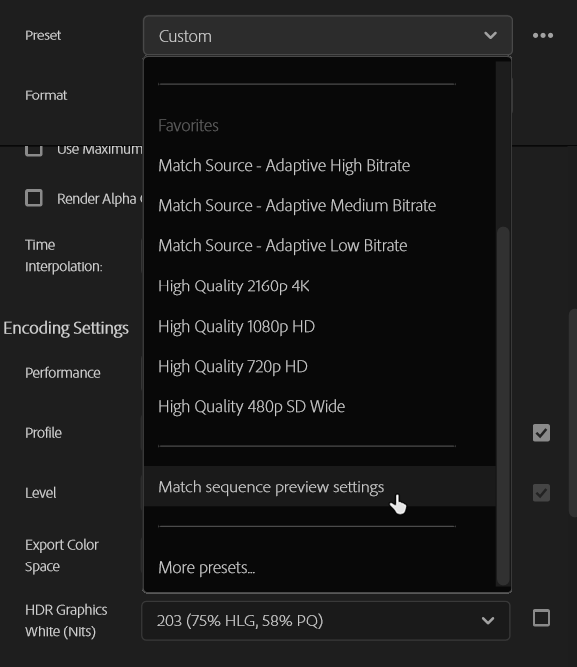 Preset
Custom
Format
Favorites
Use Maximum
Match Source - Adaptive High Bitrate
Render Alpha
Match Source - Adaptive Medium Bitrate
Time
Interpolation:
Match Source - Adaptive Low Bitrate
High Quality 2160p 4K
Encoding Settings
High Quality 1080p HD
Performance
High Quality 720p HD
High Quality 480p SD Wide
Profile
Level
Match sequence preview settings
Export Color
Space
More presets...
HDR Graphics
White (Nits)
203 (75% HLG, 58% PQ)